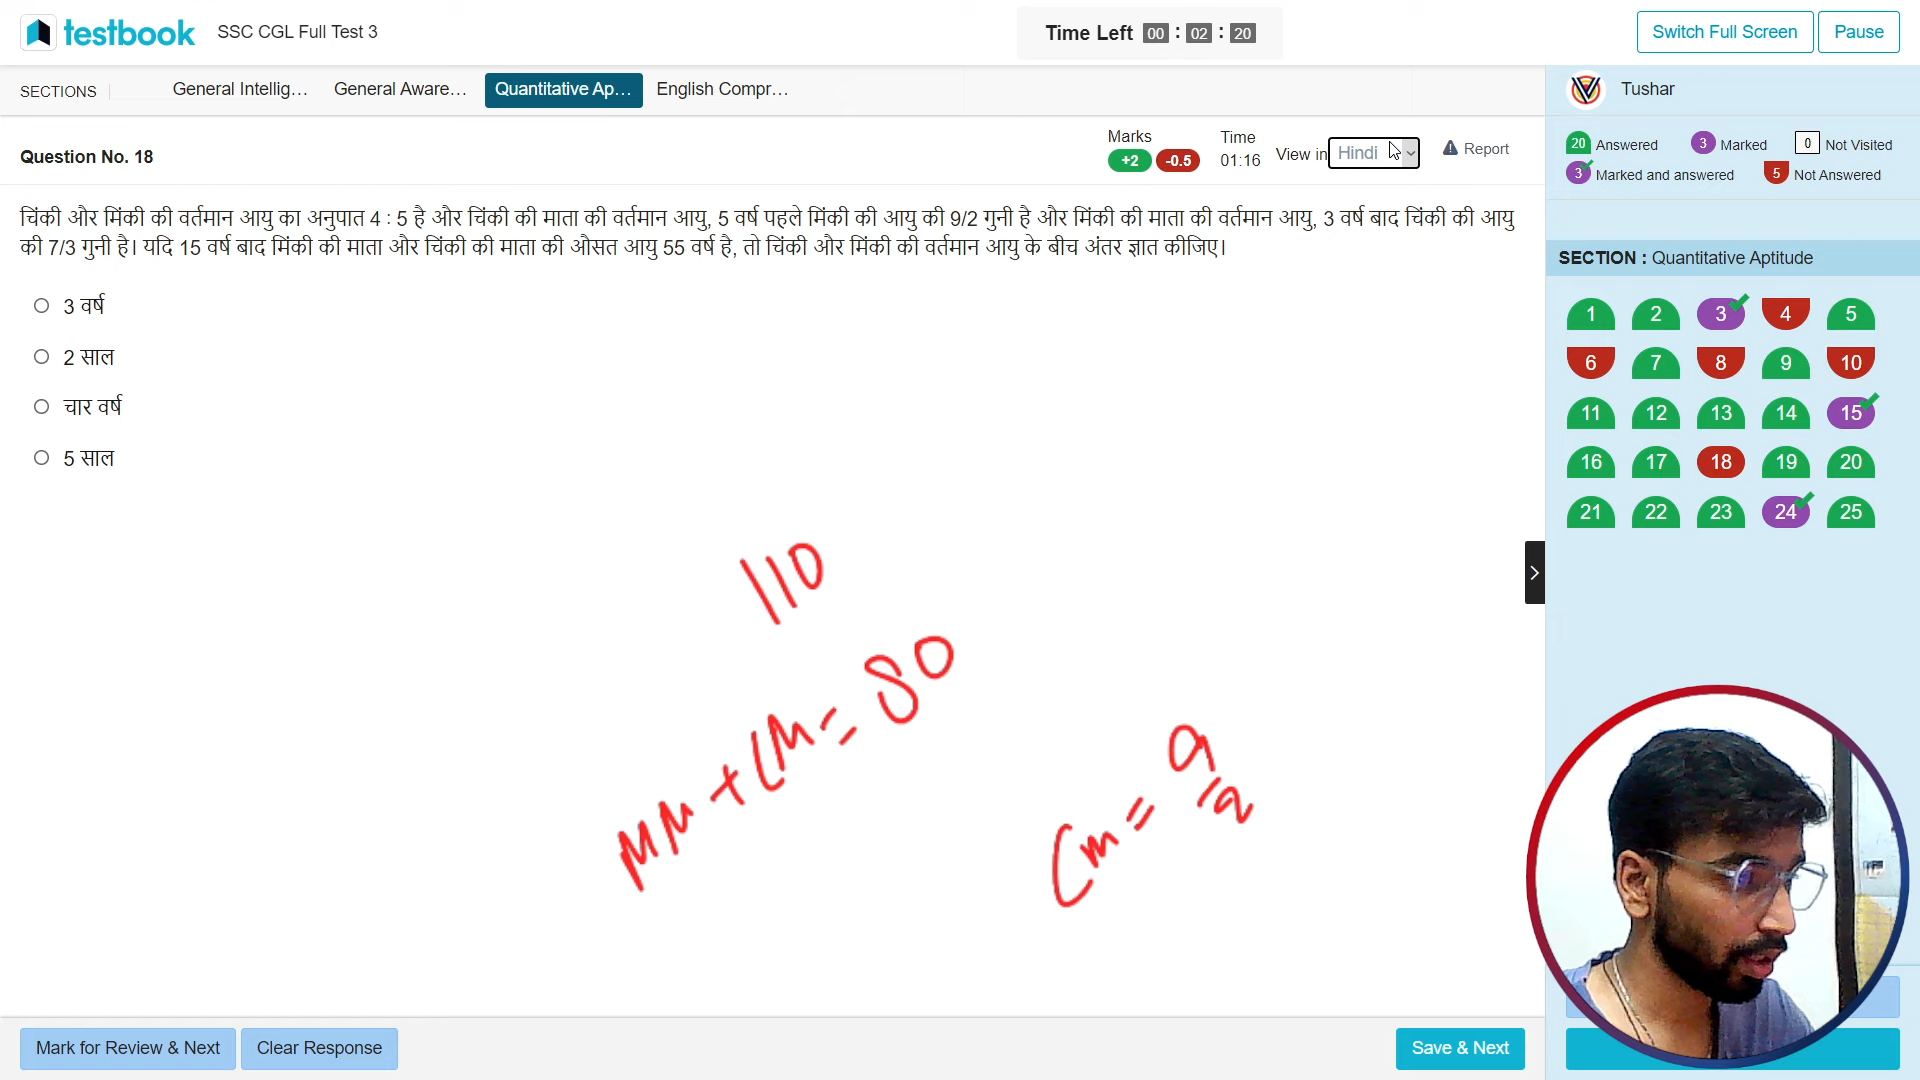 testbook SSC CGL Full Test 3 Time Left 00 : 02 : 20 Switch Full Screen Pause
SECTIONS General Intellig... General Aware... Quantitative Ap... English Compr...
Tushar
Question No. 18
Marks
+2 -0.5
Time
01:16
View in Hindi
Report
20 Answered 3 Marked 0 Not Visited
3 Marked and answered 5 Not Answered
चिंकी और मिंकी की वर्तमान आयु का अनुपात 4 : 5 है और चिंकी की माता की वर्तमान आयु, 5 वर्ष पहले मिंकी की आयु की 9/2 गुनी है और मिंकी की माता की वर्तमान आयु, 3 वर्ष बाद चिंकी की आयु
की 7/3 गुनी है। यदि 15 वर्ष बाद मिंकी की माता और चिंकी की माता की औसत आयु 55 वर्ष है, तो चिंकी और मिंकी की वर्तमान आयु के बीच अंतर ज्ञात कीजिए।
3 वर्ष
2 साल
चार वर्ष
5 साल
SECTION : Quantitative Aptitude
1 2 3 4 5
6 7 8 9 10
11 12 13 14 15
16 17 18 19 20
21 22 23 24 25
110
MM + CM = 80
Cm = 9/2
Mark for Review & Next Clear Response Save & Next